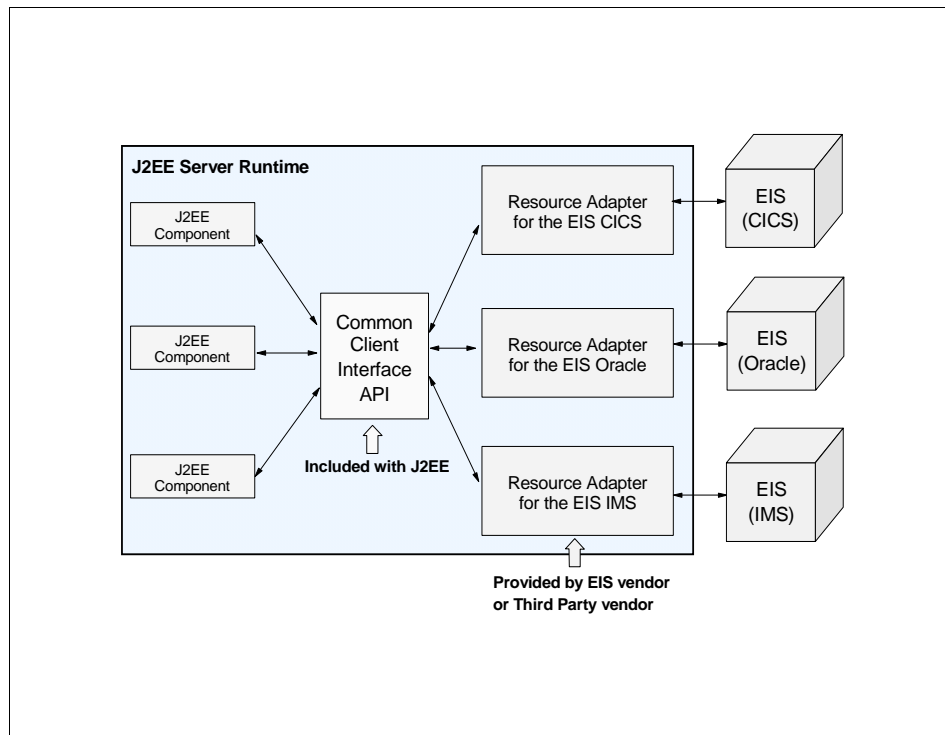 J2EE Server Runtime
J2EE
Component
J2EE
Component
J2EE
Component
Common
Client
Interface
API
Included with J2EE
Resource Adapter
for the EIS CICS
Resource Adapter
for the EIS Oracle
Resource Adapter
for the EIS IMS
Provided by EIS vendor
or Third Party vendor
EIS
(CICS)
EIS
(Oracle)
EIS
(IMS)